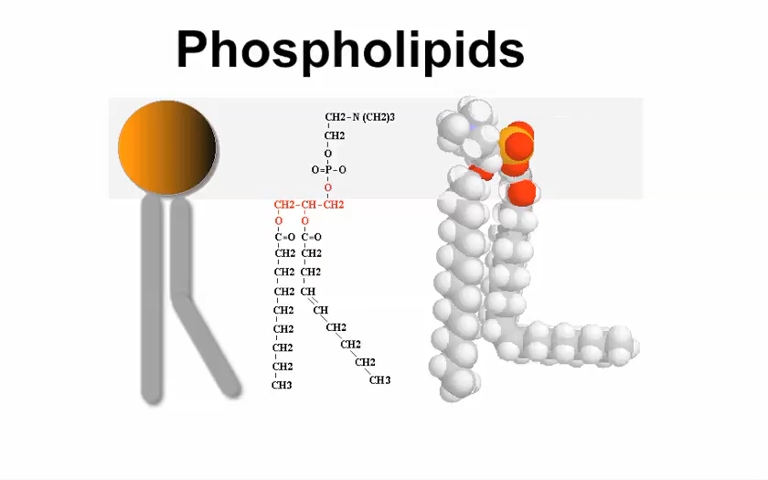 Phospholipids
CH2-N (CH2)3
CH2
O
O=P-O
O
CH2-CH-CH2
O O
C=O C=O
CH2 CH2
CH2 CH2
CH2 CH
CH2 CH
CH2 CH2
CH2 CH2
CH2 CH2
CH3 CH3